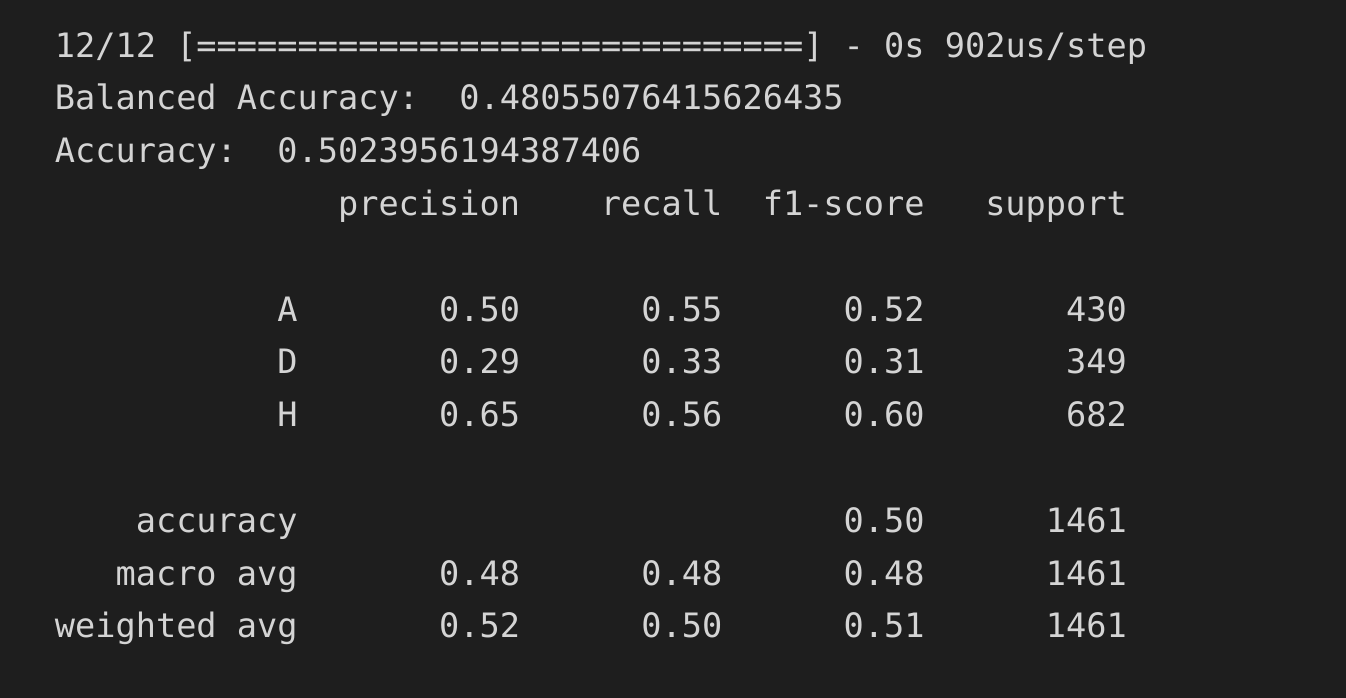 12/12 [==============================] - 0s 902us/step
Balanced Accuracy:  0.48055076415626435
Accuracy:  0.5023956194387406
              precision    recall  f1-score   support
           A       0.50      0.55      0.52       430
           D       0.29      0.33      0.31       349
           H       0.65      0.56      0.60       682
    accuracy                           0.50      1461
   macro avg       0.48      0.48      0.48      1461
weighted avg       0.52      0.50      0.51      1461